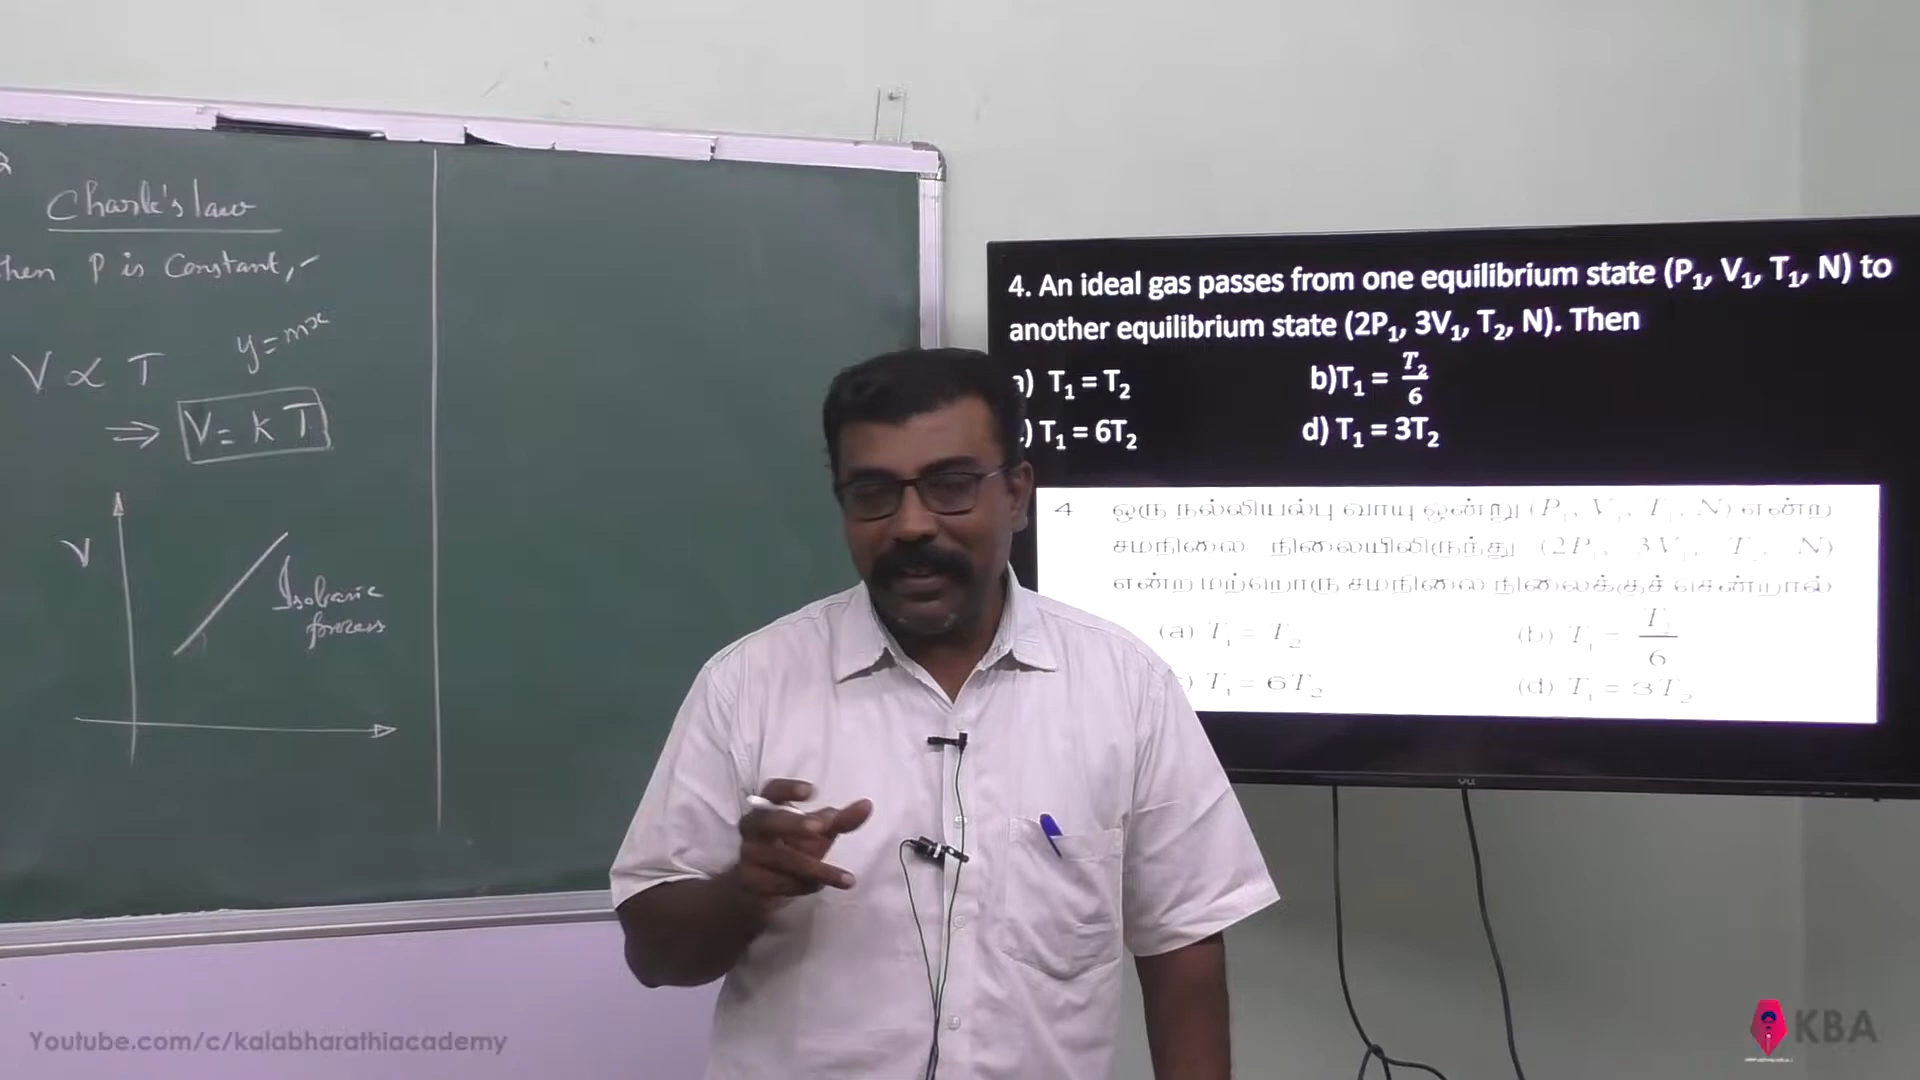 Charle's law
P is Constant,
y = mx
V ∝ T
⇒ V = k T
V
Isobaric
process
4. An ideal gas passes from one equilibrium state (P₁, V₁, T₁, N) to
another equilibrium state (2P₁, 3V₁, T₂, N). Then
) T₁ = T₂
b)T₁ = T₂/6
.) T₁ = 6T₂
d) T₁ = 3T₂
4 ஒரு நல்லியல்பு வாயு ஒன்று (P₁, V₁, T₁, N) என்ற
சமநிலை நிலையிலிருந்து (2P₁, 3V₁, T₂, N)
என்ற மற்றொரு சமநிலை நிலைக்குச் சென்றால்
(a) T₁ = T₂
(b) T₁ = T₂/6
) T₁ = 6T₂
(d) T₁ = 3T₂
Youtube.com/c/kalabharathiacademy
KBA